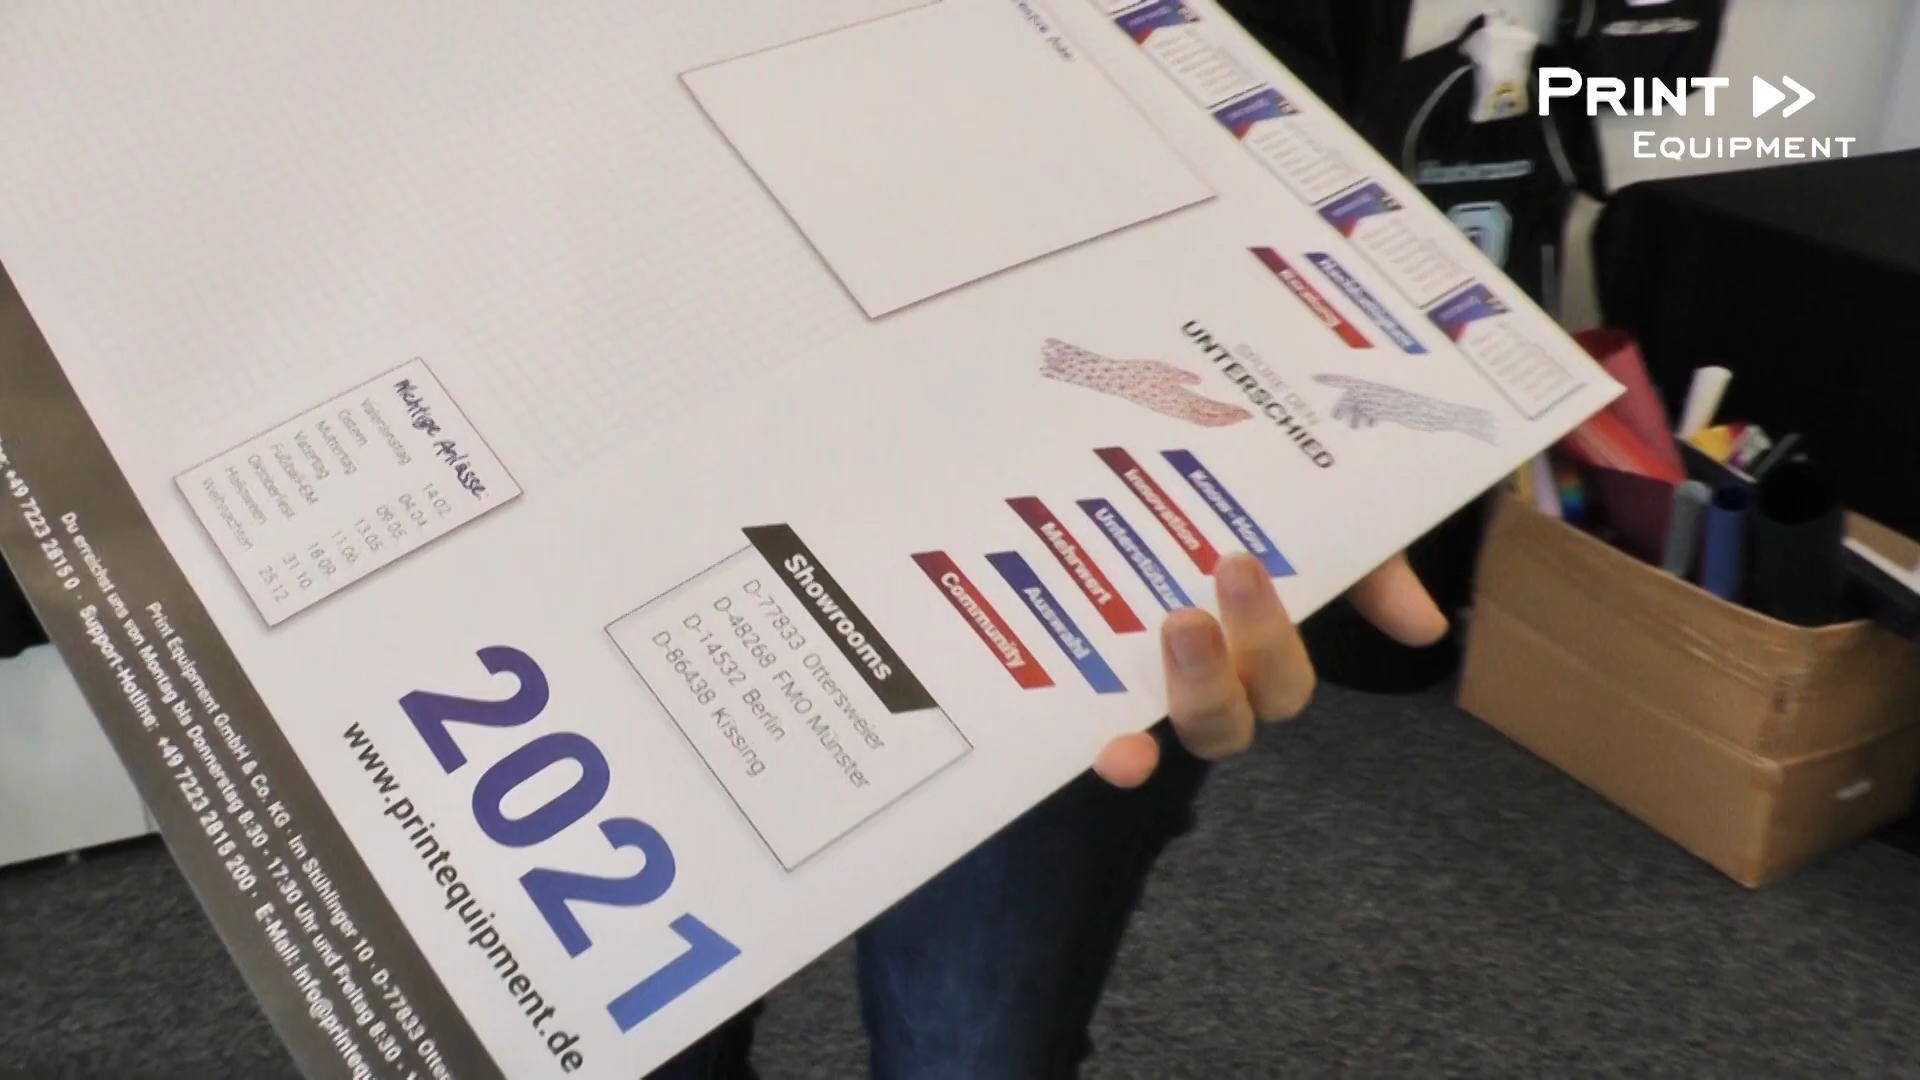 PRINT
EQUIPMENT
Wichtige Anlässe:
Valentinstag 14.02.
Ostern 04.04.
Muttertag 09.05.
Vatertag 13.05.
Fußball-EM 11.06.
Oktoberfest 18.09.
Halloween 31.10.
Weihnachten 25.12.
UNTERSCHIED
Know-How
Innovation
Mehrwert
Auswahl
Community
Showrooms
D-77833 Ottersweier
D-48268 FMO Münster
D-14532 Berlin
D-86438 Kissing
2021
www.printequipment.de
Print Equipment GmbH & Co. KG · Im Stühlinger 10 · D-77833
Du erreichst uns von Montag bis Donnerstag 8:30 - 17:30 Uhr und Freitag 8:30 -
+49 7223 2815 0 · Support-Hotline: +49 7223 2815 200 · E-Mail: